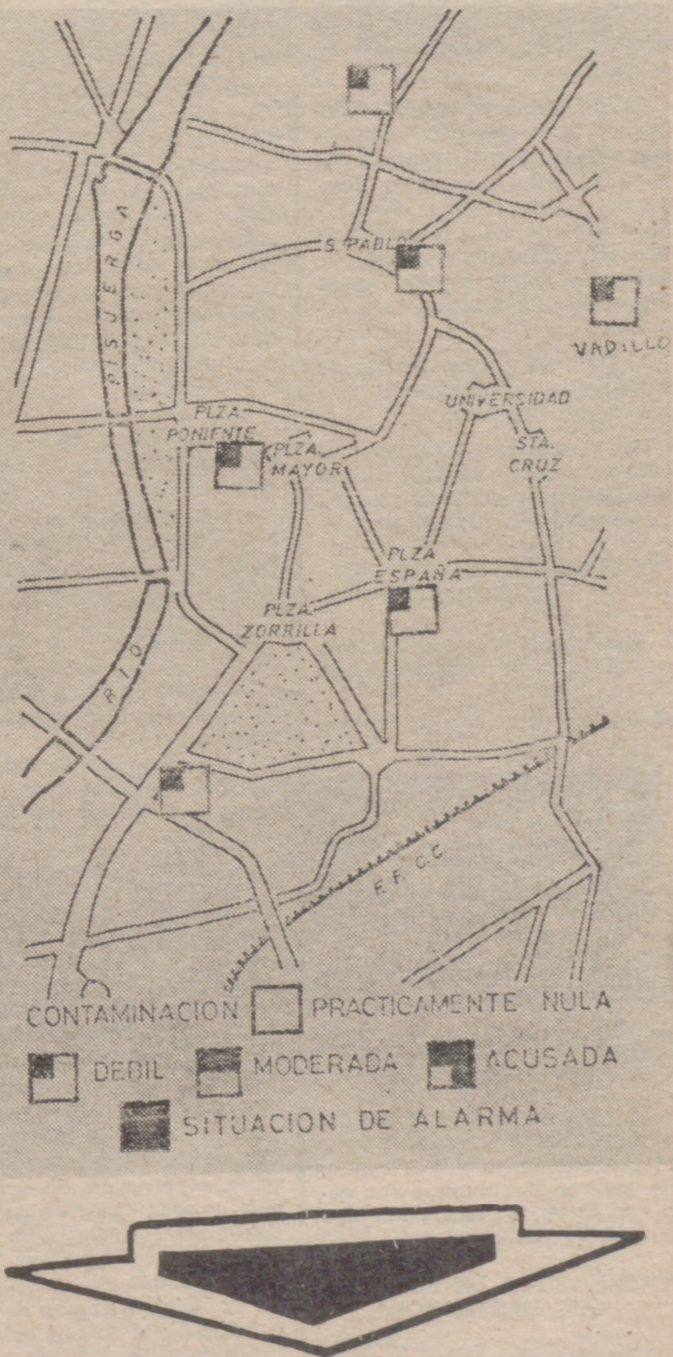 S. PABLO
PISUERGA
VADILLO
UNIVERSIDAD
PLZA
PONIENTE
PLZA.
MAYOR
STA.
CRUZ
PLZA
ESPAÑA
PLZA.
ZORRILLA
RIO
F. F. C. C.
CONTAMINACION PRACTICAMENTE NULA
DEBIL MODERADA ACUSADA
SITUACION DE ALARMA